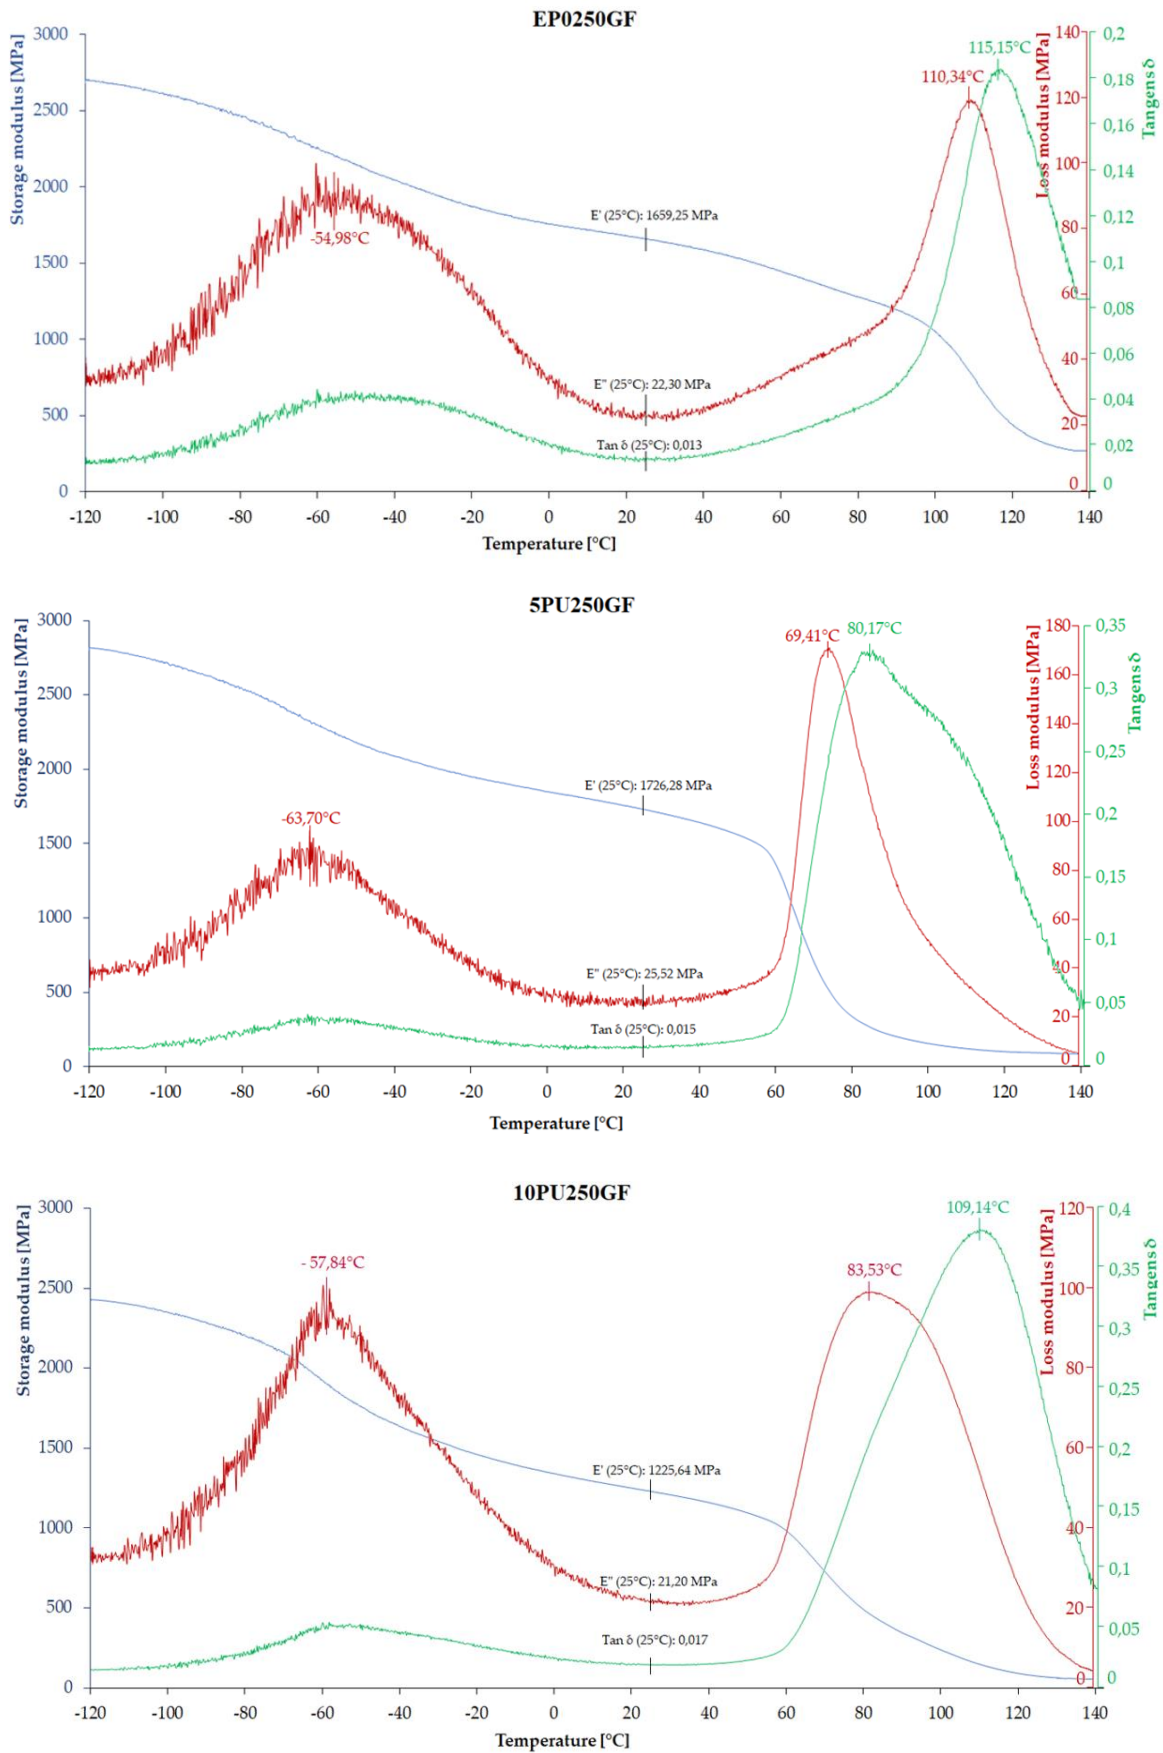 EP0250GF
Storage modulus [MPa]
3000
2500
2000
1500
1000
500
0
-120 -100 -80 -60 -40 -20 0 20 40 60 80 100 120 140
Temperature [°C]
-54,98°C
E' (25°C): 1659,25 MPa
E'' (25°C): 22,30 MPa
Tan δ (25°C): 0,013
110,34°C
115,15°C
Loss modulus [MPa]
140
120
100
80
60
40
20
0
Tangens δ
0,2
0,18
0,16
0,14
0,12
0,1
0,08
0,06
0,04
0,02
0
5PU250GF
Storage modulus [MPa]
3000
2500
2000
1500
1000
500
0
-120 -100 -80 -60 -40 -20 0 20 40 60 80 100 120 140
Temperature [°C]
-63,70°C
E' (25°C): 1726,28 MPa
E'' (25°C): 25,52 MPa
Tan δ (25°C): 0,015
69,41°C
80,17°C
Loss modulus [MPa]
180
160
140
120
100
80
60
40
20
0
Tangens δ
0,35
0,3
0,25
0,2
0,15
0,1
0,05
0
10PU250GF
Storage modulus [MPa]
3000
2500
2000
1500
1000
500
0
-120 -100 -80 -60 -40 -20 0 20 40 60 80 100 120 140
Temperature [°C]
- 57,84°C
E' (25°C): 1225,64 MPa
E'' (25°C): 21,20 MPa
Tan δ (25°C): 0,017
83,53°C
109,14°C
Loss modulus [MPa]
120
100
80
60
40
20
0
Tangens δ
0,4
0,35
0,3
0,25
0,2
0,15
0,1
0,05
0